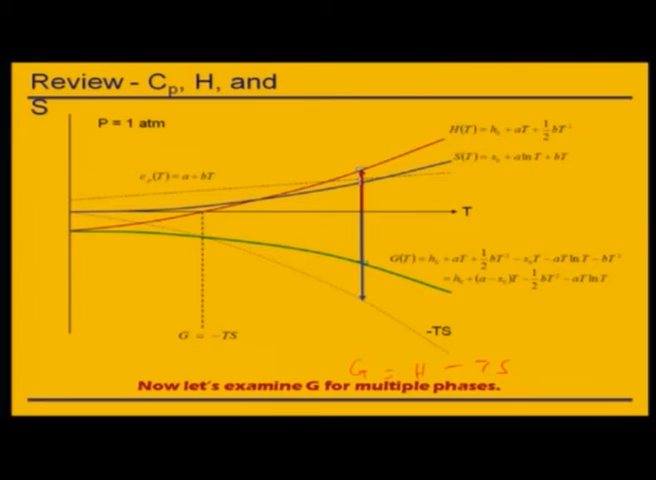 Review - Cp, H, and
S
P = 1 atm
H(T) = h₀ + aT + 1/2 bT²
S(T) = s₀ + a ln T + bT
c_p(T) = a + bT
T
G(T) = h₀ + aT + 1/2 bT² - s₀T - aT ln T - bT²
= h₀ + (a - s₀)T - 1/2 bT² - aT ln T
-TS
G = -TS
G = H - TS
Now let's examine G for multiple phases.